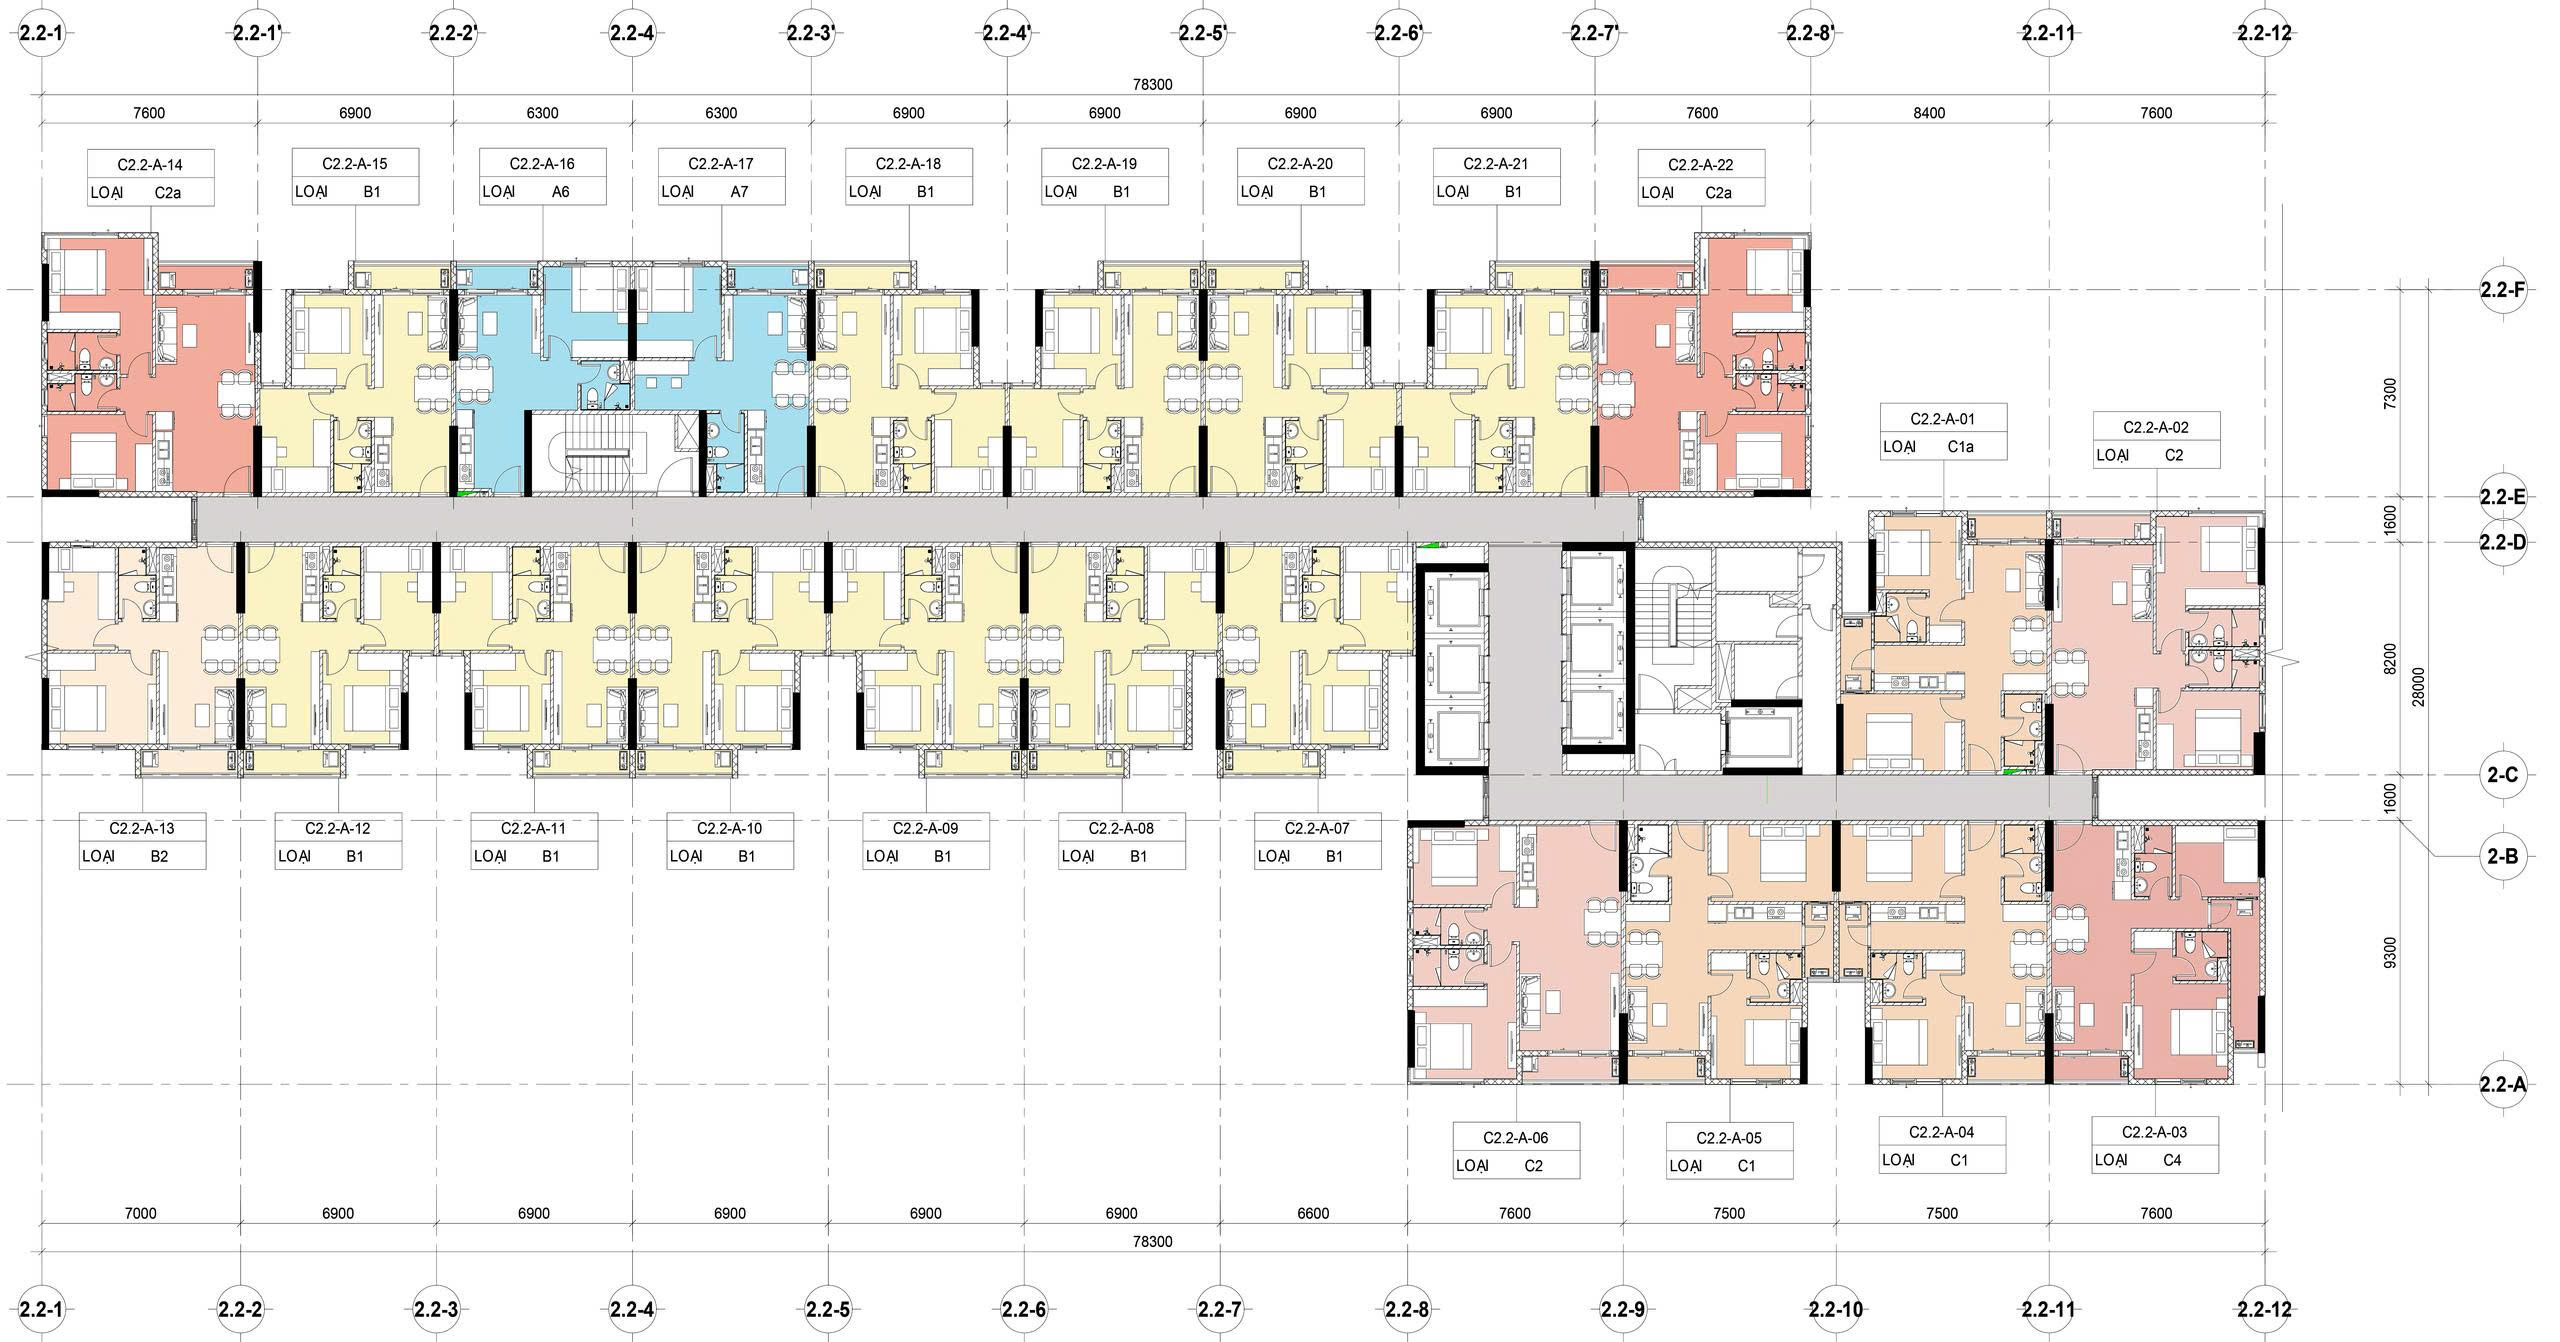 2.2-1 2.2-1' 2.2-2' 2.2-4 2.2-3' 2.2-4' 2.2-5' 2.2-6' 2.2-7' 2.2-8' 2.2-11 2.2-12
78300
7600 6900 6300 6300 6900 6900 6900 6900 7600 8400 7600
C2.2-A-14 C2.2-A-15 C2.2-A-16 C2.2-A-17 C2.2-A-18 C2.2-A-19 C2.2-A-20 C2.2-A-21 C2.2-A-22
LOẠI C2a LOẠI B1 LOẠI A6 LOẠI A7 LOẠI B1 LOẠI B1 LOẠI B1 LOẠI B1 LOẠI C2a
2.2-F
7300
C2.2-A-01 C2.2-A-02
LOẠI C1a LOẠI C2
2.2-E
1600
2.2-D
8200
28000
2-C
1600
C2.2-A-13 C2.2-A-12 C2.2-A-11 C2.2-A-10 C2.2-A-09 C2.2-A-08 C2.2-A-07
LOẠI B2 LOẠI B1 LOẠI B1 LOẠI B1 LOẠI B1 LOẠI B1 LOẠI B1
2-B
9300
2.2-A
C2.2-A-06 C2.2-A-05 C2.2-A-04 C2.2-A-03
LOẠI C2 LOẠI C1 LOẠI C1 LOẠI C4
7000 6900 6900 6900 6900 6900 6600 7600 7500 7500 7600
78300
2.2-1 2.2-2 2.2-3 2.2-4 2.2-5 2.2-6 2.2-7 2.2-8 2.2-9 2.2-10 2.2-11 2.2-12